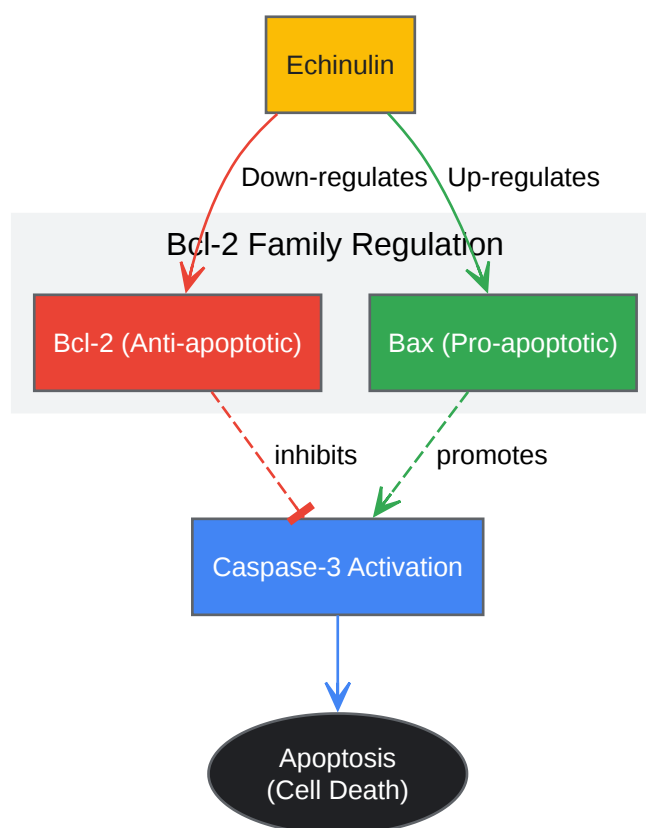 Echinulin
Down-regulates
Up-regulates
Bcl-2 Family Regulation
Bcl-2 (Anti-apoptotic)
Bax (Pro-apoptotic)
inhibits
promotes
Caspase-3 Activation
Apoptosis
(Cell Death)